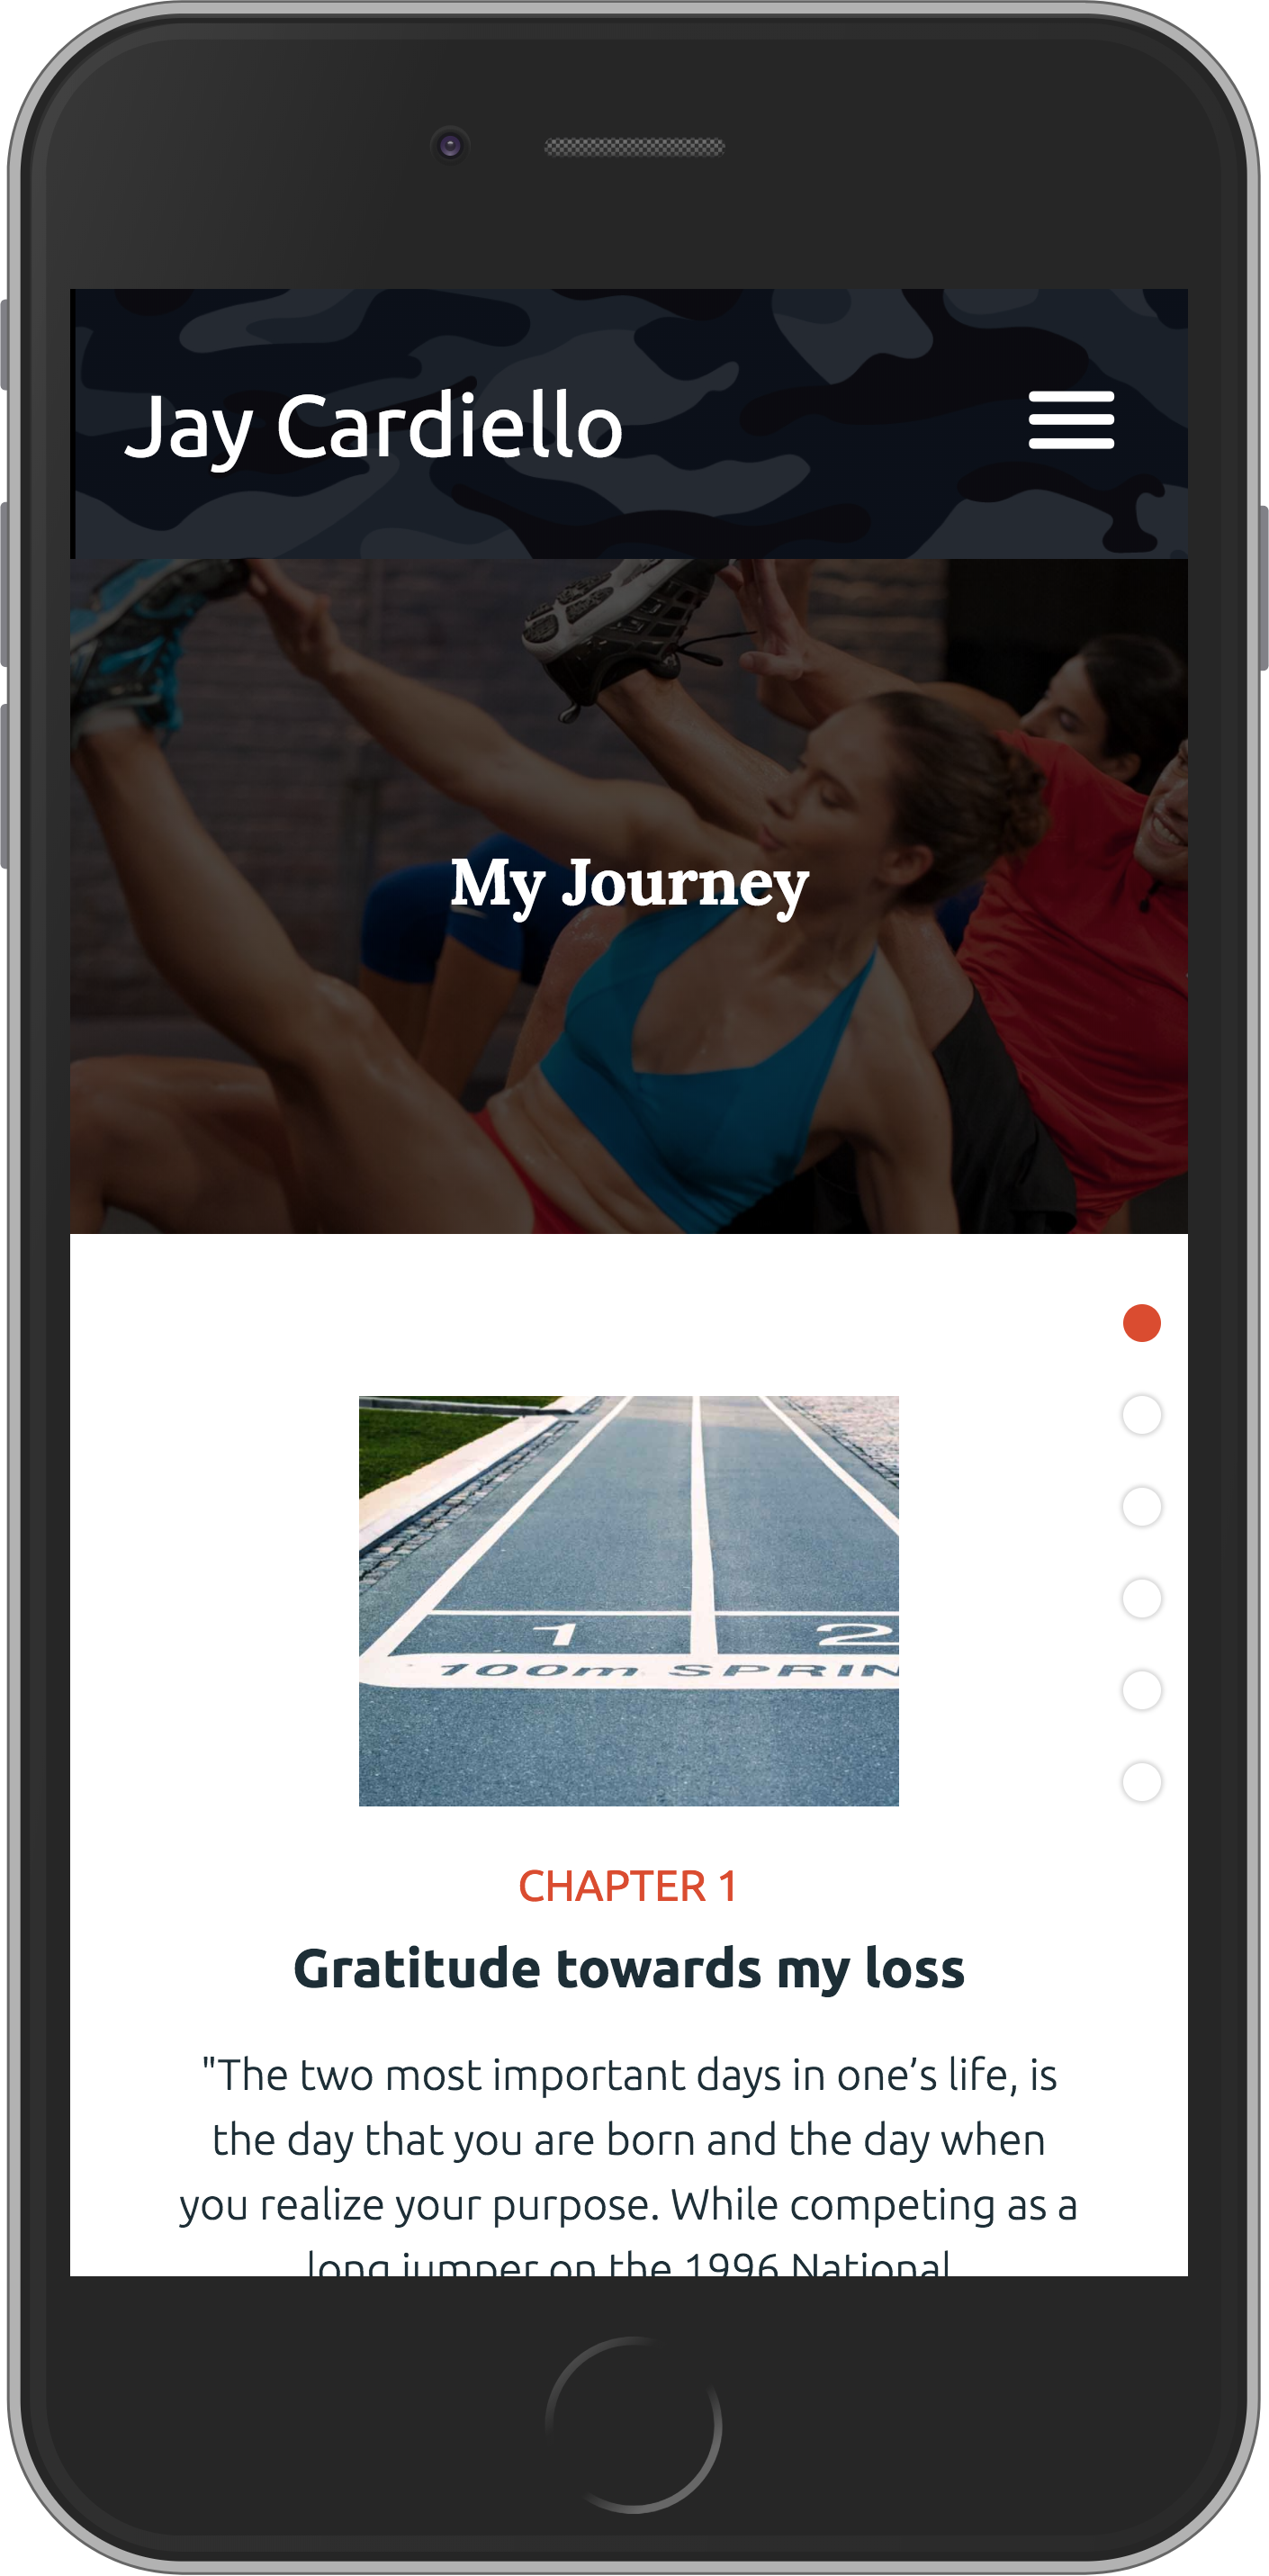 Jay Cardiello
My Journey
1 2
100m SPRIN
CHAPTER 1
Gratitude towards my loss
"The two most important days in one’s life, is
the day that you are born and the day when
you realize your purpose. While competing as a
long jumper on the 1996 National